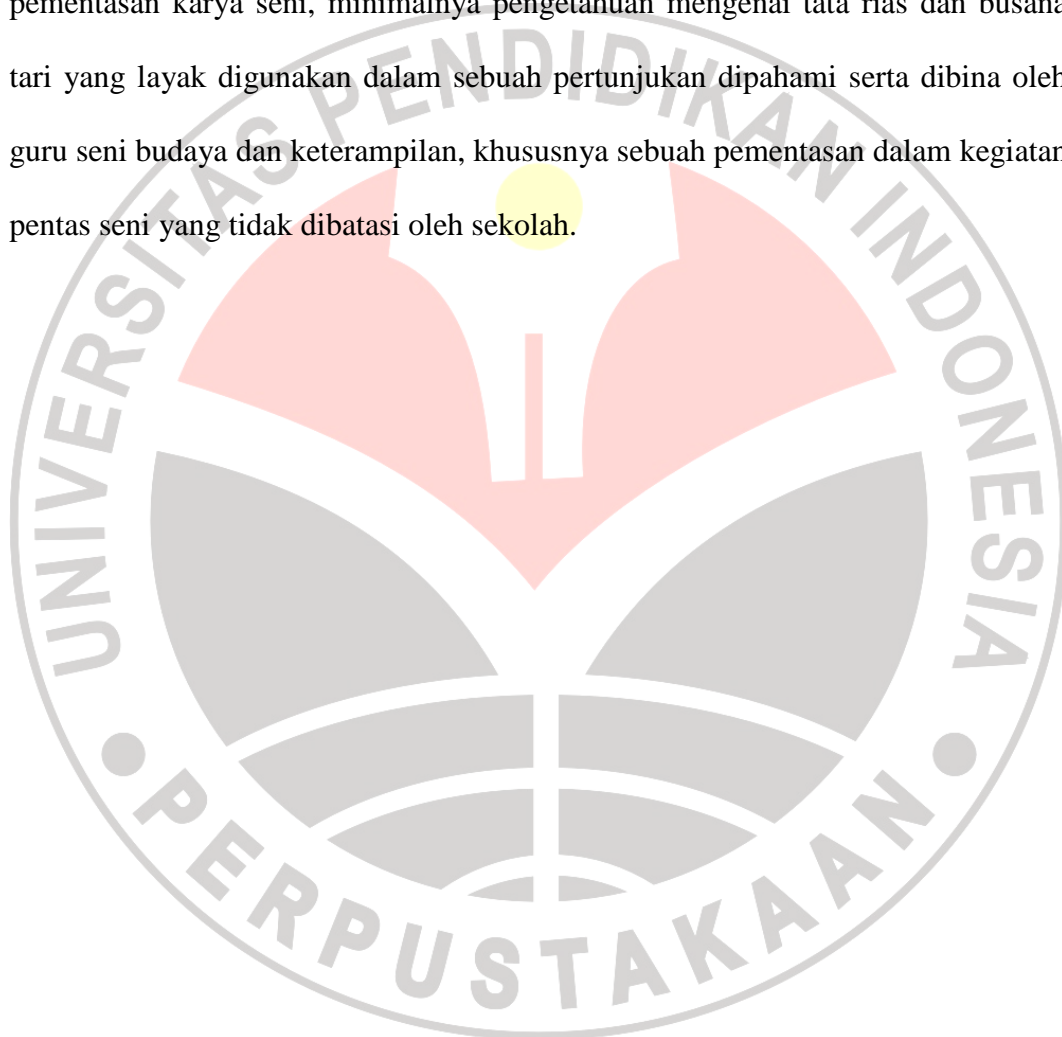 pementasan karya seni, minimalnya pengetahuan mengenai tata rias dan busana
tari yang layak digunakan dalam sebuah pertunjukan dipahami serta dibina oleh
guru seni budaya dan keterampilan, khususnya sebuah pementasan dalam kegiatan
pentas seni yang tidak dibatasi oleh sekolah.
UNIVERSITAS PENDIDIKAN INDONESIA
PERPUSTAKAAN